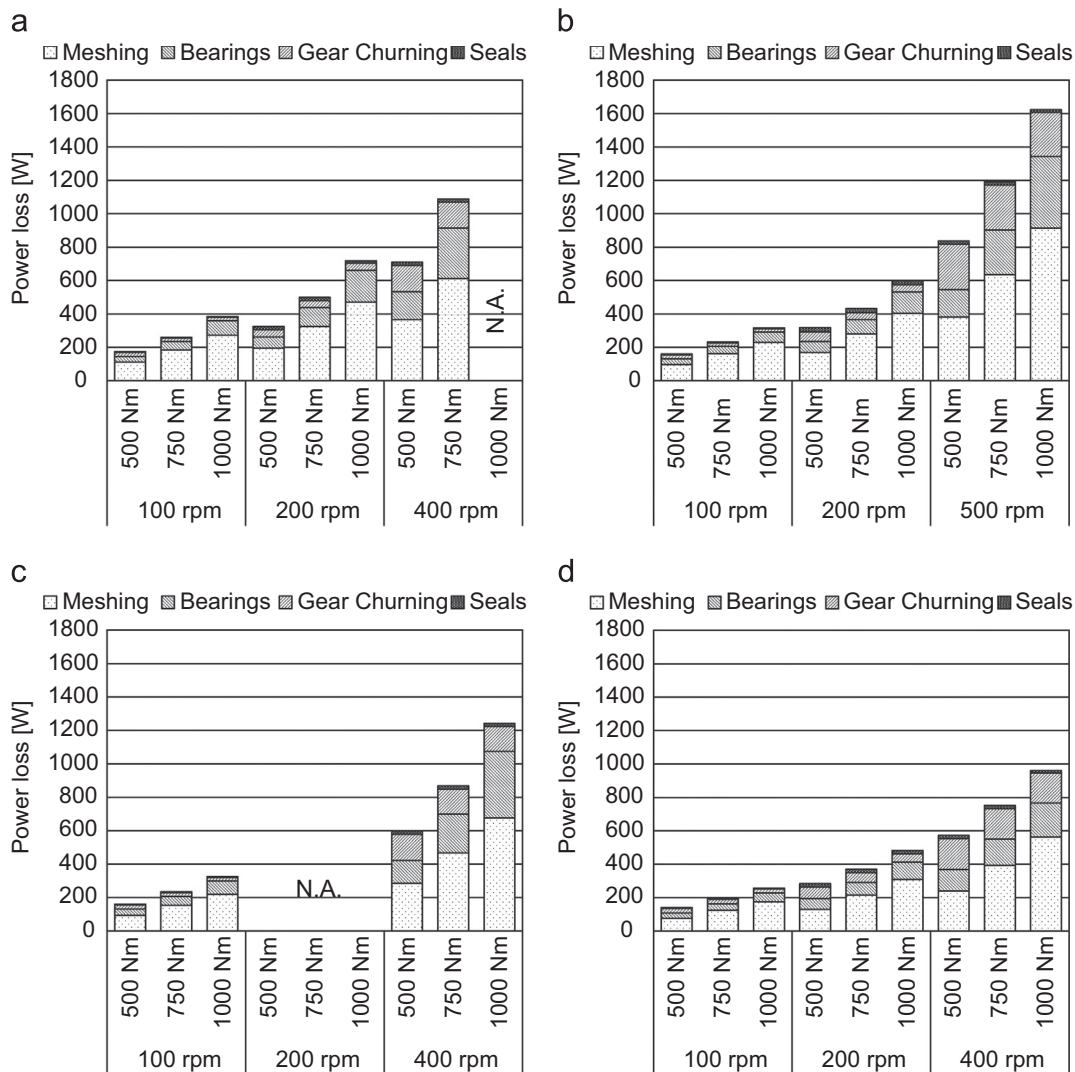 a
Meshing Bearings Gear Churning Seals
Power loss [W]
1800
1600
1400
1200
1000
800
600
400
200
0
N.A.
500 Nm 750 Nm 1000 Nm 500 Nm 750 Nm 1000 Nm 500 Nm 750 Nm 1000 Nm
100 rpm 200 rpm 400 rpm
b
Meshing Bearings Gear Churning Seals
Power loss [W]
1800
1600
1400
1200
1000
800
600
400
200
0
500 Nm 750 Nm 1000 Nm 500 Nm 750 Nm 1000 Nm 500 Nm 750 Nm 1000 Nm
100 rpm 200 rpm 500 rpm
c
Meshing Bearings Gear Churning Seals
Power loss [W]
1800
1600
1400
1200
1000
800
600
400
200
0
N.A.
500 Nm 750 Nm 1000 Nm 500 Nm 750 Nm 1000 Nm 500 Nm 750 Nm 1000 Nm
100 rpm 200 rpm 400 rpm
d
Meshing Bearings Gear Churning Seals
Power loss [W]
1800
1600
1400
1200
1000
800
600
400
200
0
500 Nm 750 Nm 1000 Nm 500 Nm 750 Nm 1000 Nm 500 Nm 750 Nm 1000 Nm
100 rpm 200 rpm 400 rpm